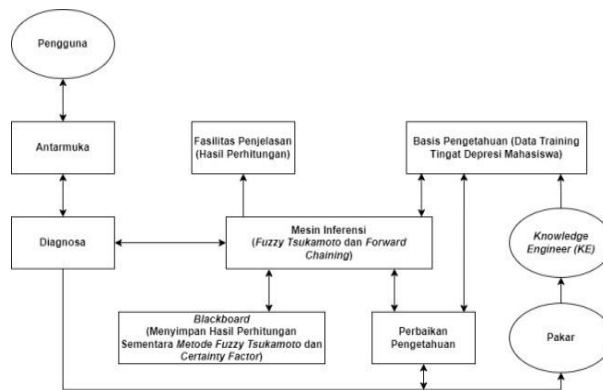 Pengguna
Antarmuka
Fasilitas Penjelasan
(Hasil Perhitungan)
Basis Pengetahuan (Data Training
Tingat Depresi Mahasiswa)
Diagnosa
Mesin Inferensi
(Fuzzy Tsukamoto dan Forward
Chaining)
Knowledge
Engineer (KE)
Blackboard
(Menyimpan Hasil Perhitungan
Sementara Metode Fuzzy Tsukamoto dan
Certainty Factor)
Perbaikan
Pengetahuan
Pakar